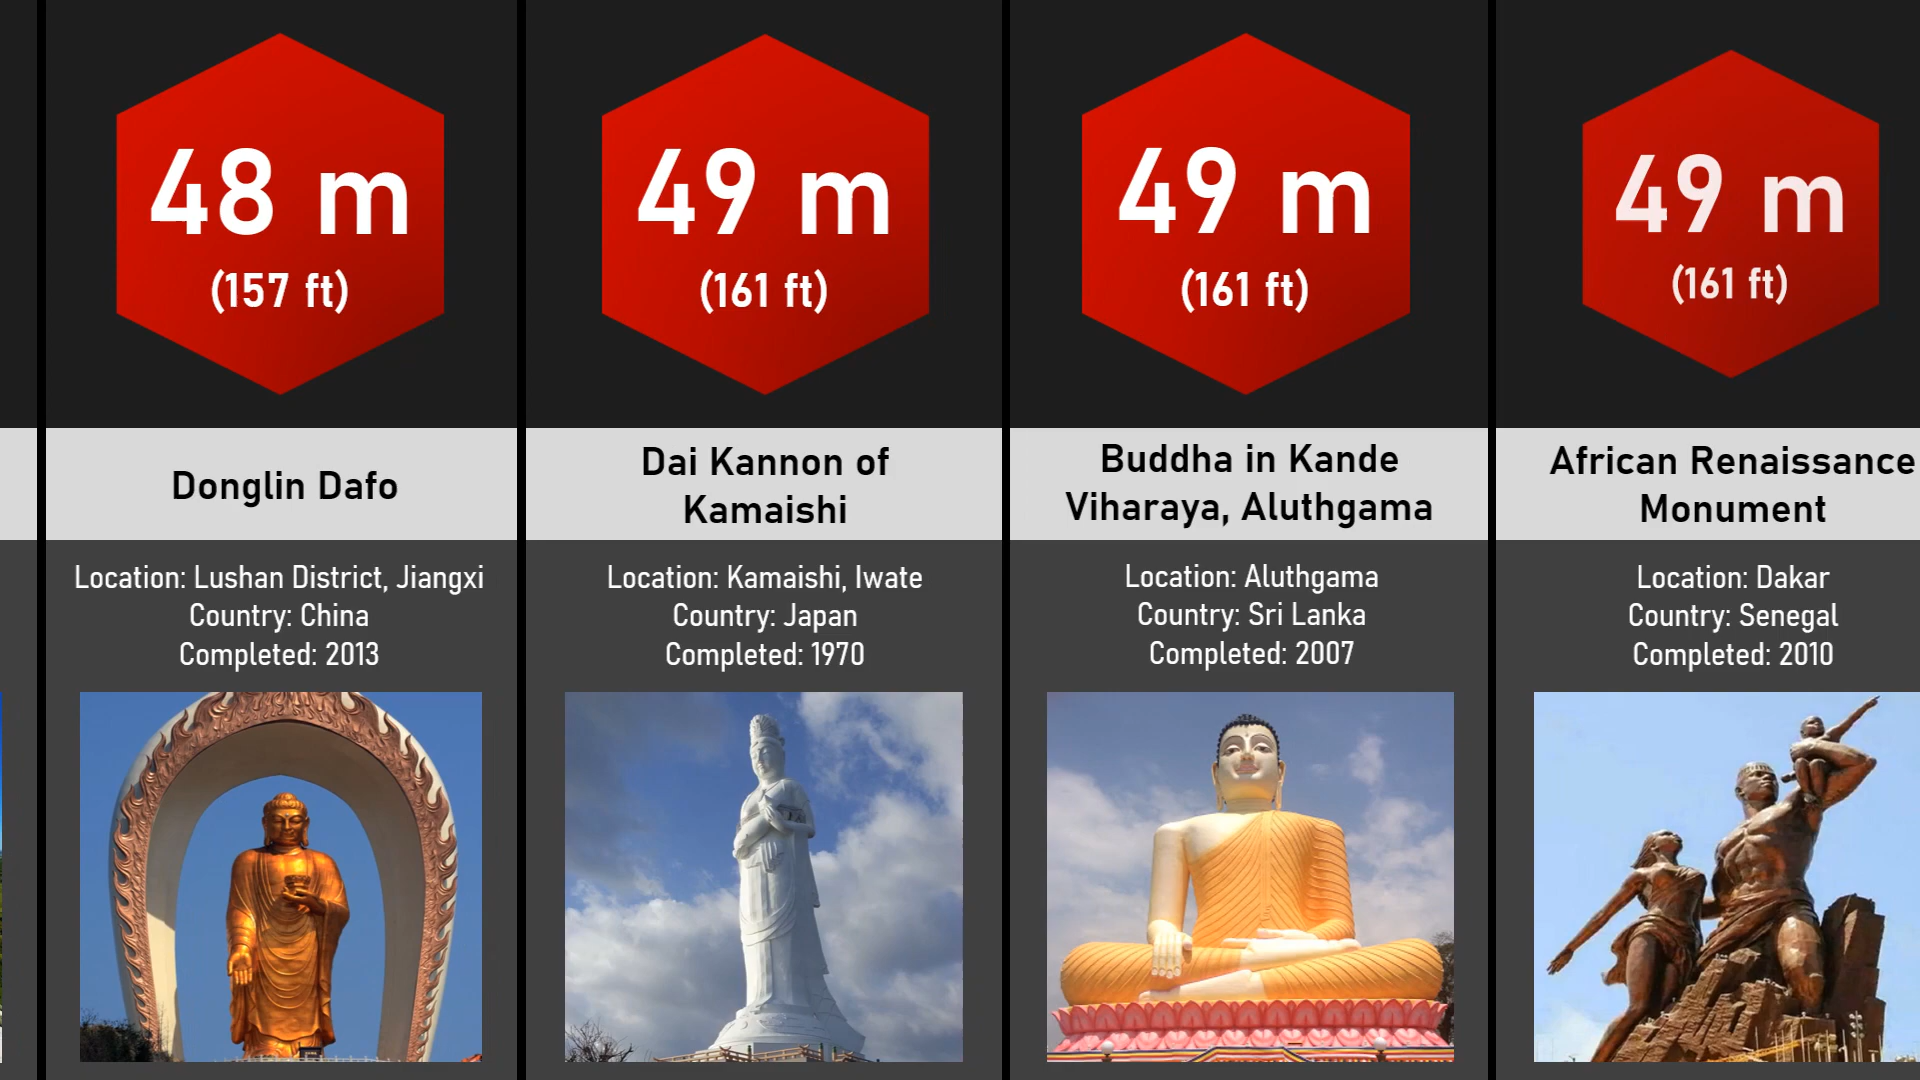 48 m
(157 ft)
Donglin Dafo
Location: Lushan District, Jiangxi
Country: China
Completed: 2013
49 m
(161 ft)
Dai Kannon of
Kamaishi
Location: Kamaishi, Iwate
Country: Japan
Completed: 1970
49 m
(161 ft)
Buddha in Kande
Viharaya, Aluthgama
Location: Aluthgama
Country: Sri Lanka
Completed: 2007
49 m
(161 ft)
African Renaissance
Monument
Location: Dakar
Country: Senegal
Completed: 2010